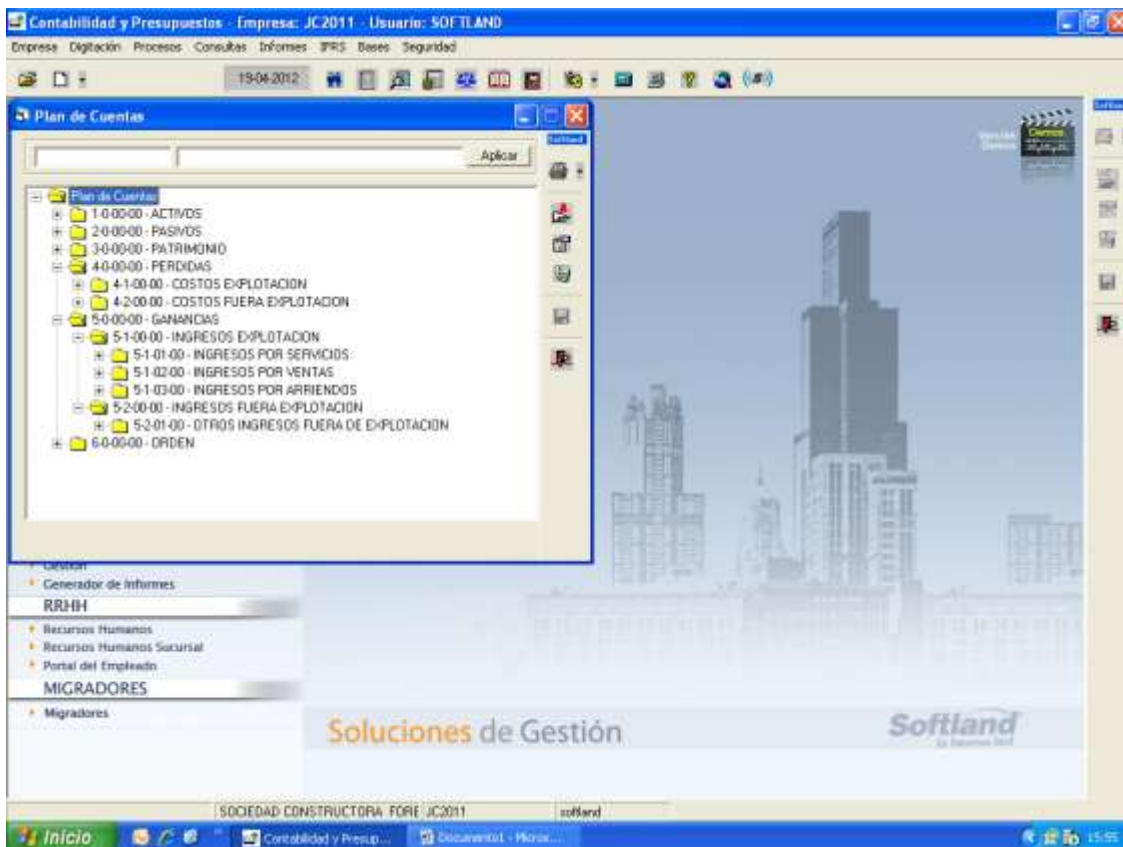 Contabilidad y Presupuestos - Empresa: JC2011 - Usuario: SOFTLAND
Empresa Digitación Procesos Consultas Informes IFRS Bases Seguridad
19-04-2012
Plan de Cuentas
Softland
Aplicar
Plan de Cuentas
1-0-00-00 - ACTIVOS
2-0-00-00 - PASIVOS
3-0-00-00 - PATRIMONIO
4-0-00-00 - PERDIDAS
4-1-00-00 - COSTOS EXPLOTACION
4-2-00-00 - COSTOS FUERA EXPLOTACION
5-0-00-00 - GANANCIAS
5-1-00-00 - INGRESOS EXPLOTACION
5-1-01-00 - INGRESOS POR SERVICIOS
5-1-02-00 - INGRESOS POR VENTAS
5-1-03-00 - INGRESOS POR ARRIENDOS
5-2-00-00 - INGRESOS FUERA EXPLOTACION
5-2-01-00 - OTROS INGRESOS FUERA DE EXPLOTACION
6-0-00-00 - ORDEN
Versión Demos
Demos
Gestión
Generador de Informes
RRHH
Recursos Humanos
Recursos Humanos Sucursal
Portal del Empleado
MIGRADORES
Migradores
Soluciones de Gestión
Softland
SOCIEDAD CONSTRUCTORA FORE JC2011 softland
Inicio
Contabilidad y Presup...
Documento1 - Micros...
15:55